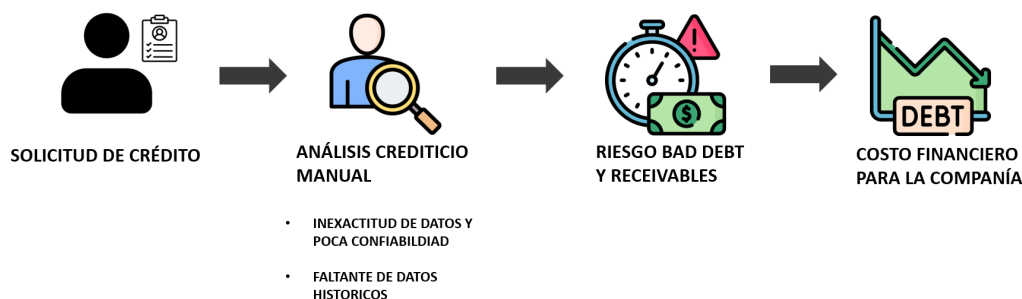 SOLICITUD DE CRÉDITO
ANÁLISIS CREDITICIO
MANUAL
• INEXACTITUD DE DATOS Y
POCA CONFIABILDIAD
• FALTANTE DE DATOS
HISTORICOS
$
RIESGO BAD DEBT
Y RECEIVABLES
DEBT
COSTO FINANCIERO
PARA LA COMPANÍA